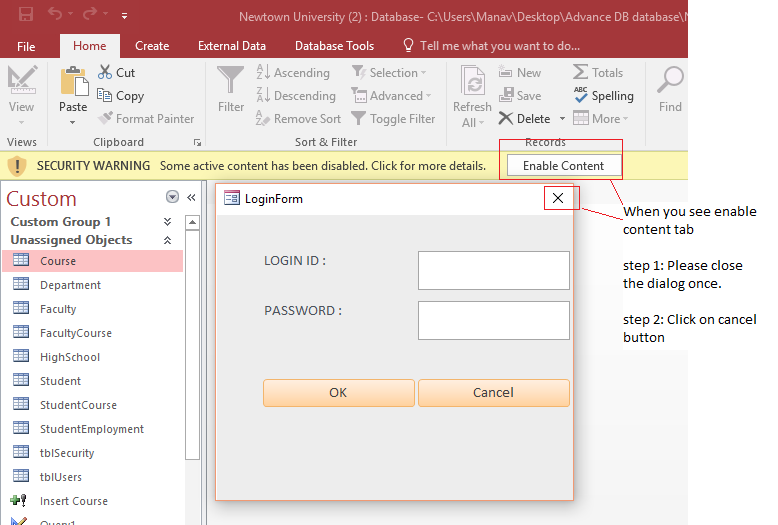 Newtown University (2) : Database- C:\Users\Manav\Desktop\Advance DB database\N
File Home Create External Data Database Tools Tell me what you want to do...
View
Paste
Cut
Copy
Format Painter
Filter
Ascending
Descending
Remove Sort
Selection
Advanced
Toggle Filter
Refresh
All
New
Save
Delete
Totals
Spelling
More
Find
Views Clipboard Sort & Filter Records
SECURITY WARNING Some active content has been disabled. Click for more details. Enable Content
Custom
Custom Group 1
Unassigned Objects
Course
Department
Faculty
FacultyCourse
HighSchool
Student
StudentCourse
StudentEmployment
tblSecurity
tblUsers
Insert Course
Query1
LoginForm
LOGIN ID :
PASSWORD :
OK Cancel
When you see enable
content tab
step 1: Please close
the dialog once.
step 2: Click on cancel
button